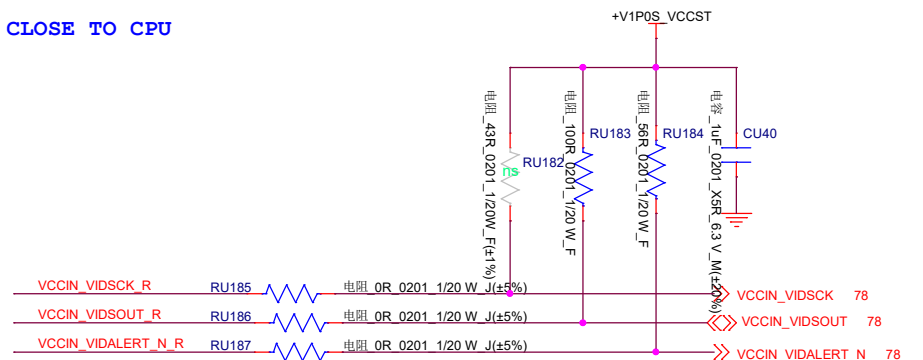 +V1P0S_VCCST
CLOSE TO CPU
电阻_43R_0201_1/20W_F(±1%)
RU182
ns
电阻_100R_0201_1/20 W_F
RU183
电阻_56R_0201_1/20 W_F
RU184
电容_1uF_0201_X5R_6.3 V_M(±20%)
CU40
VCCIN_VIDSCK_R
RU185
电阻_0R_0201_1/20 W_J(±5%)
VCCIN_VIDSCK 78
VCCIN_VIDSOUT_R
RU186
电阻_0R_0201_1/20 W_J(±5%)
VCCIN_VIDSOUT 78
VCCIN_VIDALERT_N_R
RU187
电阻_0R_0201_1/20 W_J(±5%)
VCCIN_VIDALERT_N 78